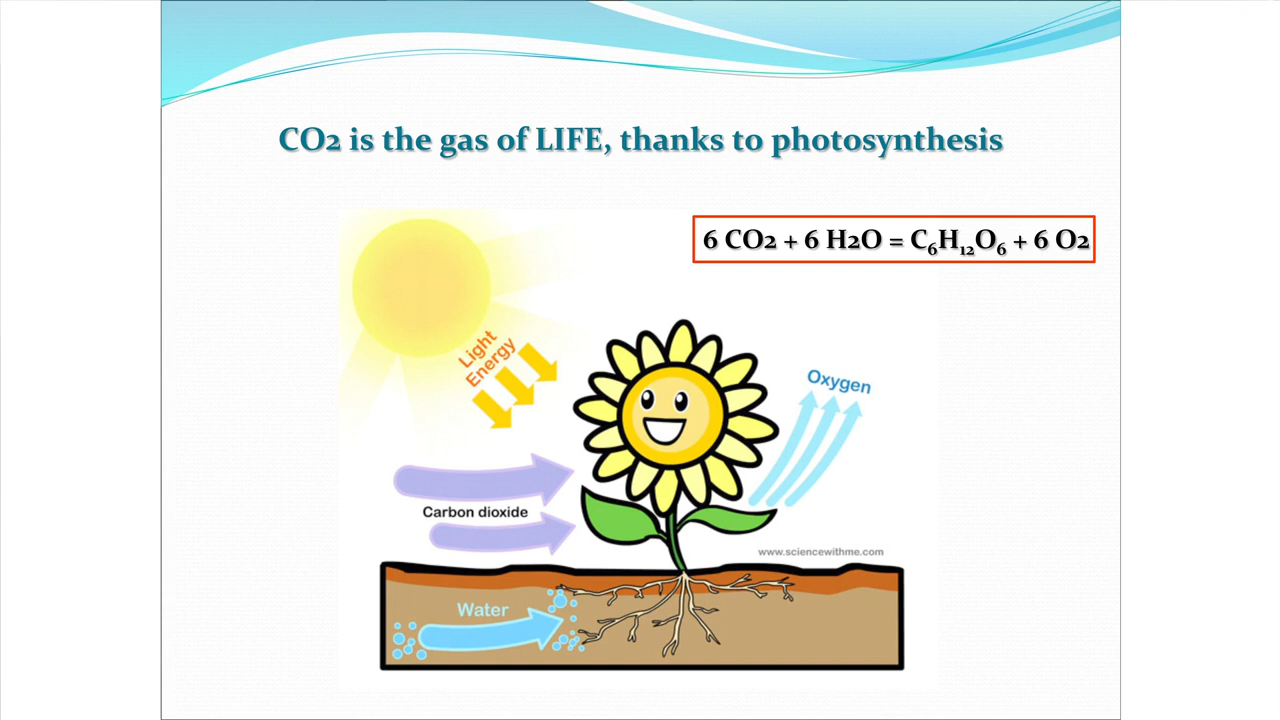 CO2 is the gas of LIFE, thanks to photosynthesis
6 CO2 + 6 H2O = C₆H₁₂O₆ + 6 O2
Light
Energy
Oxygen
Carbon dioxide
www.sciencewithme.com
Water